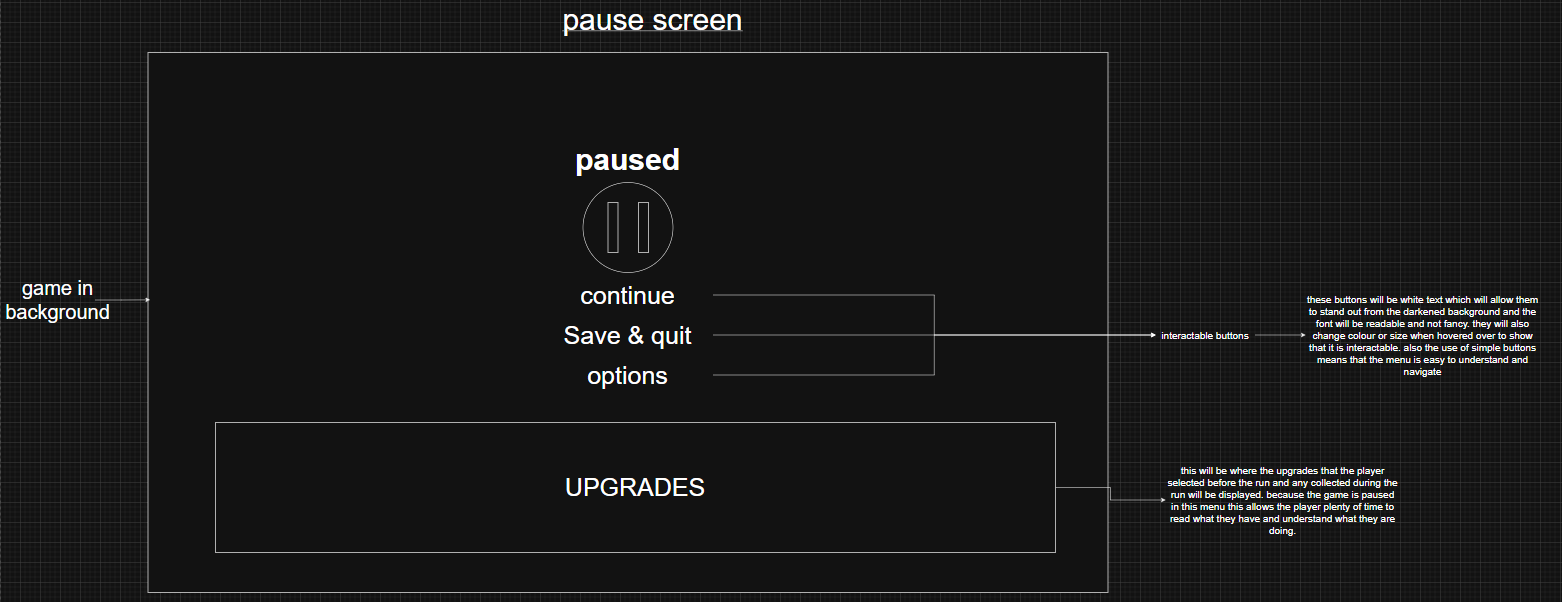 pause screen
paused
game in
background
continue
Save & quit
options
interactable buttons
these buttons will be white text which will allow them
to stand out from the darkened background and the
font will be readable and not fancy. they will also
change colour or size when hovered over to show
that it is interactable. also the use of simple buttons
means that the menu is easy to understand and
navigate
UPGRADES
this will be where the upgrades that the player
selected before the run and any collected during the
run will be displayed. because the game is paused
in this menu this allows the player plenty of time to
read what they have and understand what they are
doing.